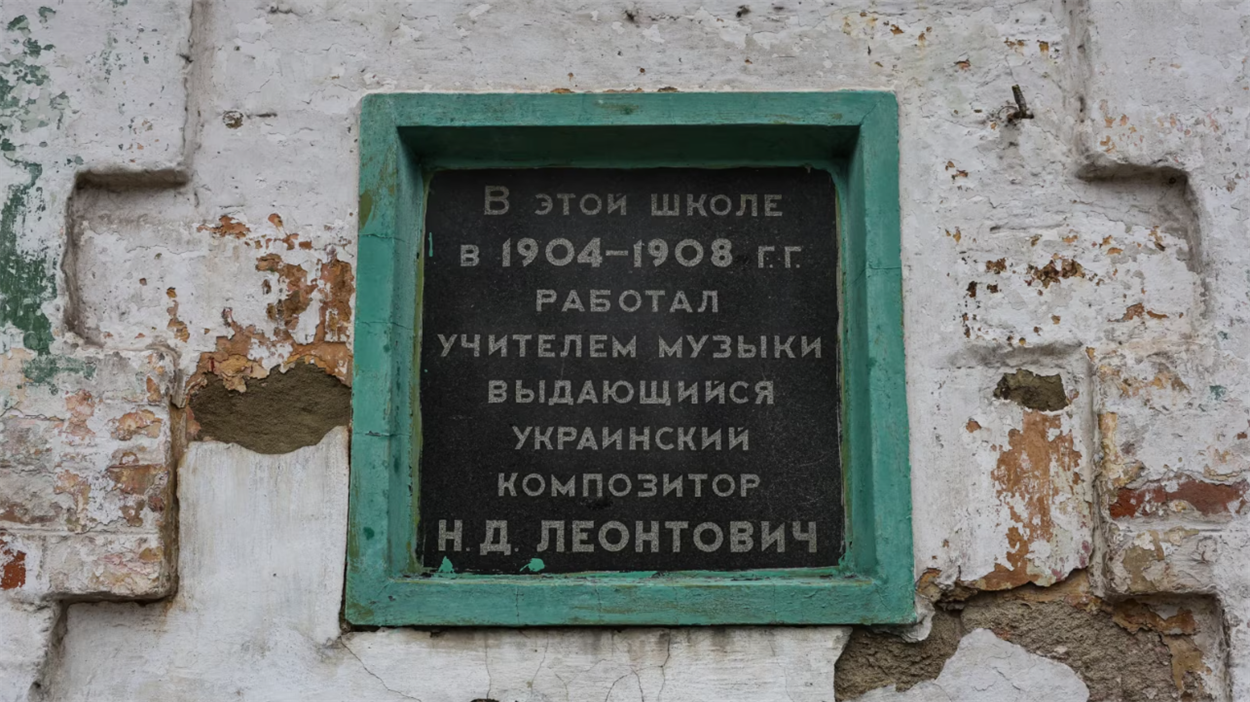 В этой школе
в 1904–1908 г.г.
работал
учителем музыки
выдающийся
украинский
композитор
Н. Д. Леонтович